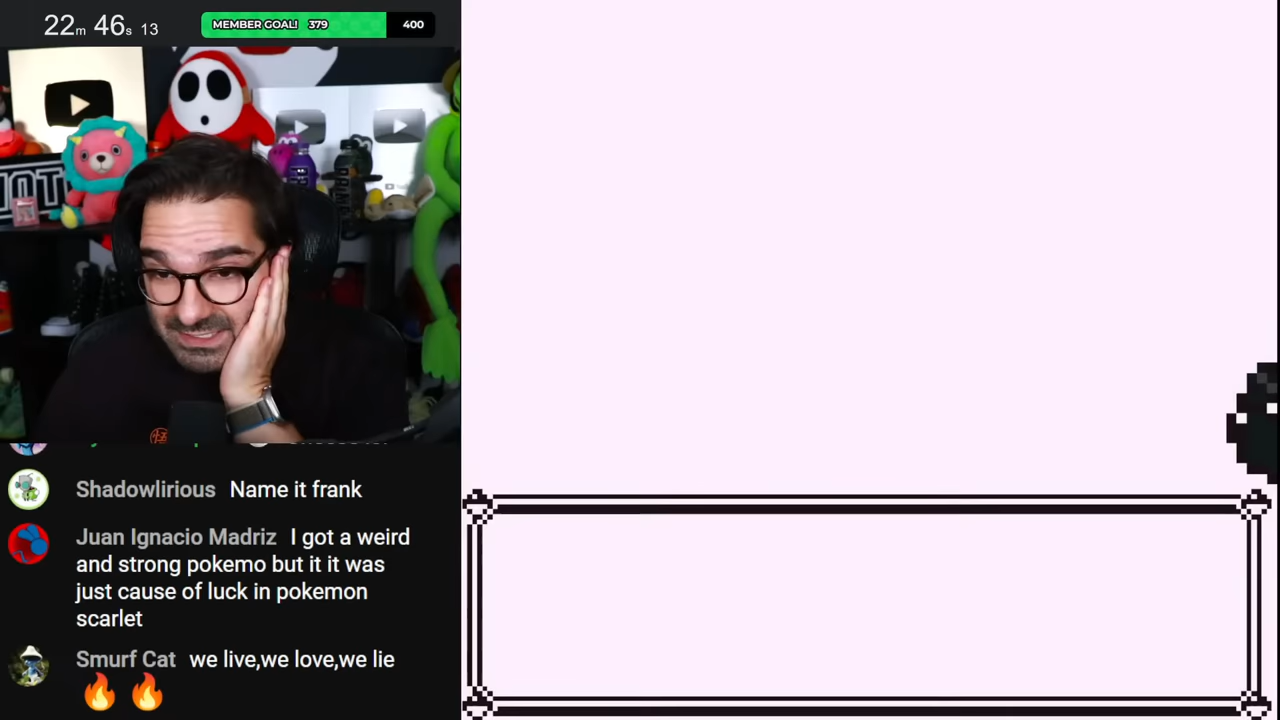 22m 46s 13
MEMBER GOAL! 379
400
Shadowlirious Name it frank
Juan Ignacio Madriz I got a weird
and strong pokemo but it it was
just cause of luck in pokemon
scarlet
Smurf Cat we live,we love,we lie
🔥 🔥